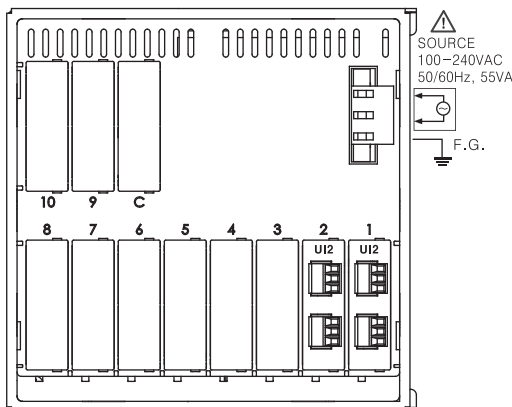 SOURCE
100-240VAC
50/60Hz, 55VA
F.G.
10 9 C
8 7 6 5 4 3 2 1
UI2 UI2